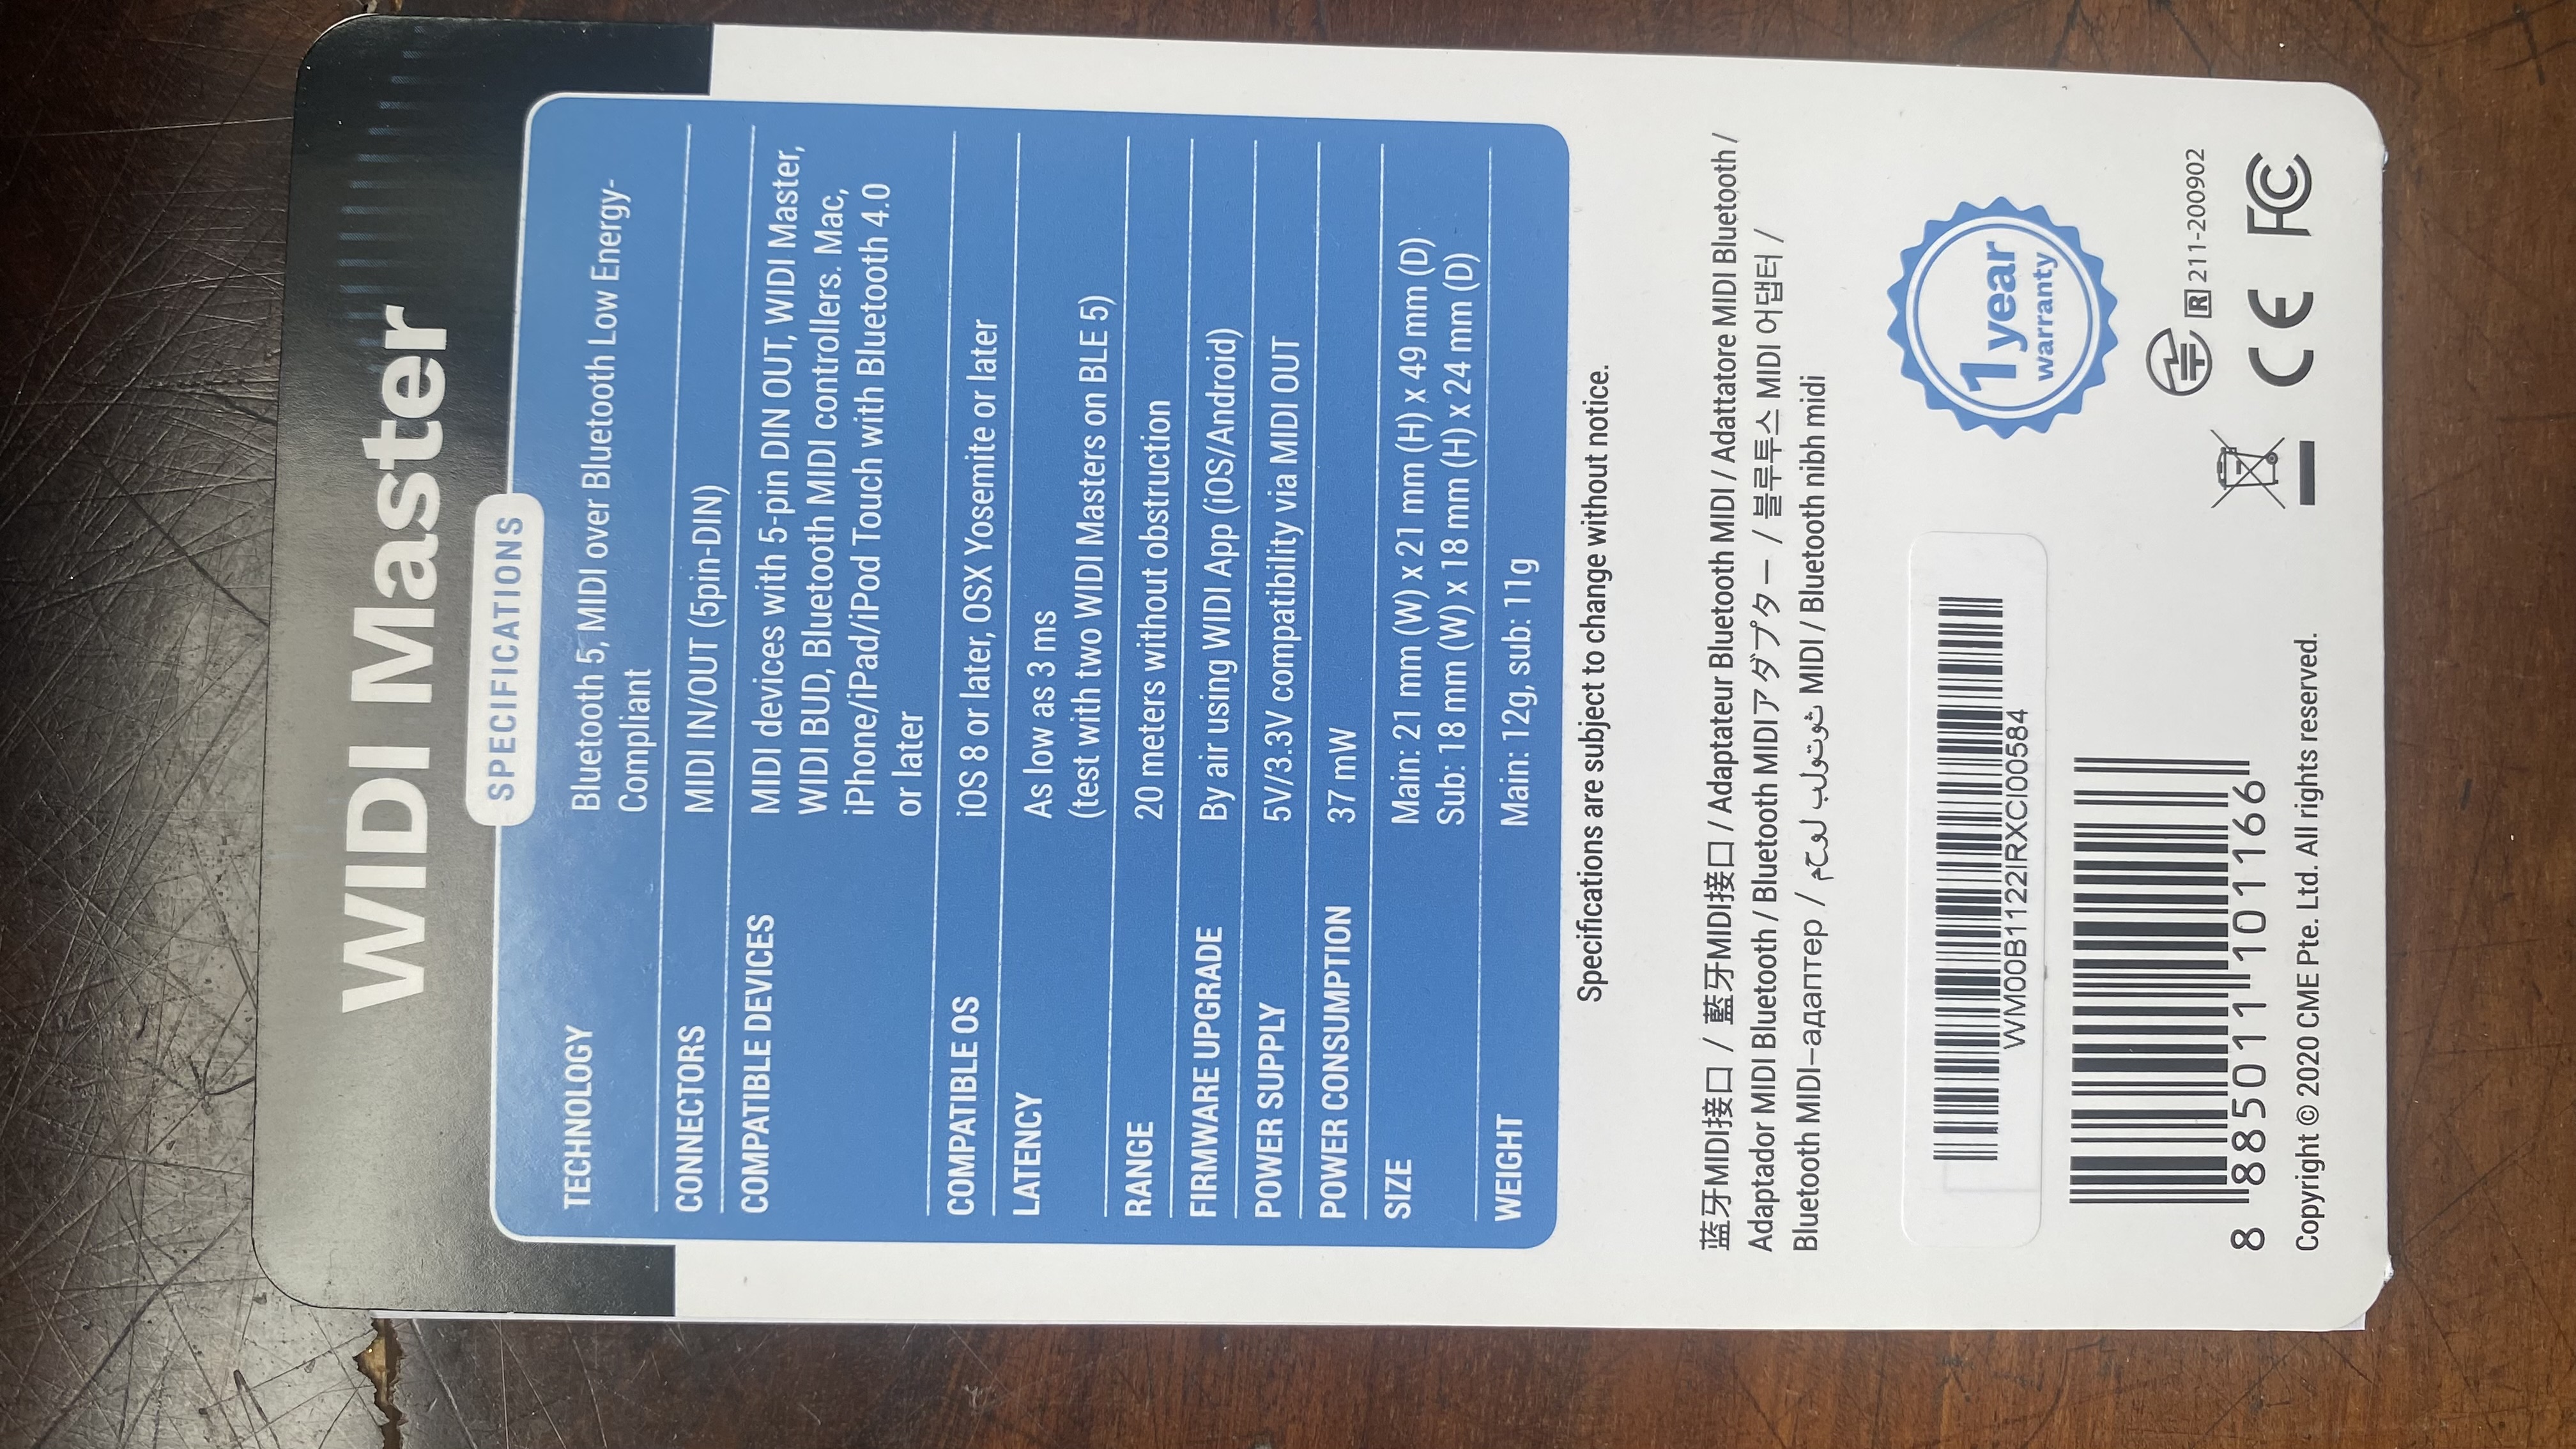 WIDI Master
SPECIFICATIONS
TECHNOLOGY Bluetooth 5, MIDI over Bluetooth Low Energy-
Compliant
CONNECTORS MIDI IN/OUT (5pin-DIN)
COMPATIBLE DEVICES MIDI devices with 5-pin DIN OUT, WIDI Master,
WIDI BUD, Bluetooth MIDI controllers. Mac,
iPhone/iPad/iPod Touch with Bluetooth 4.0
or later
COMPATIBLE OS iOS 8 or later, OSX Yosemite or later
LATENCY As low as 3 ms
(test with two WIDI Masters on BLE 5)
RANGE 20 meters without obstruction
FIRMWARE UPGRADE By air using WIDI App (iOS/Android)
POWER SUPPLY 5V/3.3V compatibility via MIDI OUT
POWER CONSUMPTION 37 mW
SIZE Main: 21 mm (W) x 21 mm (H) x 49 mm (D)
Sub: 18 mm (W) x 18 mm (H) x 24 mm (D)
WEIGHT Main: 12g, sub: 11g
Specifications are subject to change without notice.
蓝牙MIDI接口 / 藍牙MIDI接口 / Adaptateur Bluetooth MIDI / Adattatore MIDI Bluetooth /
Adaptador MIDI Bluetooth / Bluetooth MIDIアダプター / 블루투스 MIDI 어댑터 /
Bluetooth MIDI–адаптер / محول بلوتوث MIDI / Bluetooth nibh midi
1 year
warranty
WM00B1122IRXCI00584
R 211-200902
CE FC
8 885011 101166
Copyright © 2020 CME Pte. Ltd. All rights reserved.